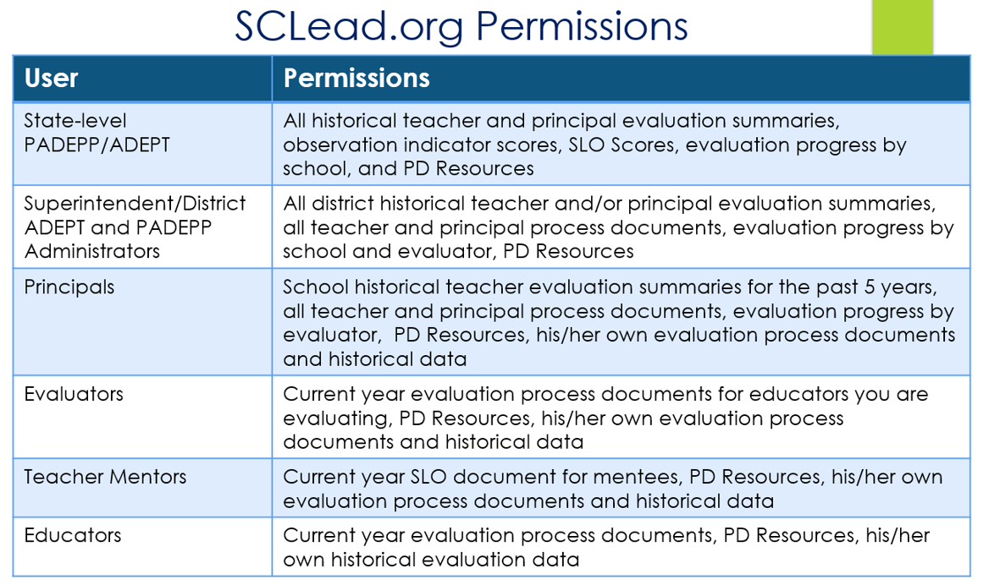 SCLead.org Permissions
User
Permissions
State-level
PADEPP/ADEPT
All historical teacher and principal evaluation summaries,
observation indicator scores, SLO Scores, evaluation progress by
school, and PD Resources
Superintendent/District
ADEPT and PADEPP
Administrators
All district historical teacher and/or principal evaluation summaries,
all teacher and principal process documents, evaluation progress by
school and evaluator, PD Resources
Principals
School historical teacher evaluation summaries for the past 5 years,
all teacher and principal process documents, evaluation progress by
evaluator,  PD Resources, his/her own evaluation process documents
and historical data
Evaluators
Current year evaluation process documents for educators you are
evaluating, PD Resources, his/her own evaluation process
documents and historical data
Teacher Mentors
Current year SLO document for mentees, PD Resources, his/her own
evaluation process documents and historical data
Educators
Current year evaluation process documents, PD Resources, his/her
own historical evaluation data